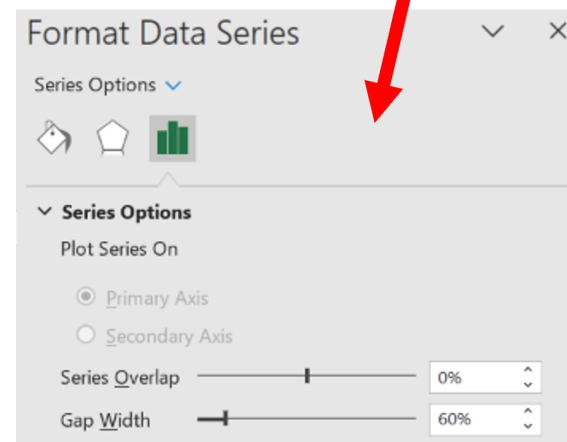 Format Data Series
Series Options
Series Options
Plot Series On
Primary Axis
Secondary Axis
Series Overlap 0%
Gap Width 60%